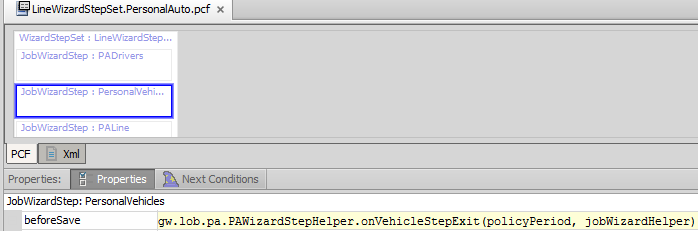 LineWizardStepSet.PersonalAuto.pcf ×
WizardStepSet : LineWizardStep...
JobWizardStep : PADrivers
JobWizardStep : PersonalVehi...
JobWizardStep : PALine
PCF Xml
Properties: Properties Next Conditions
JobWizardStep: PersonalVehicles
beforeSave gw.lob.pa.PAWizardStepHelper.onVehicleStepExit(policyPeriod, jobWizardHelper)